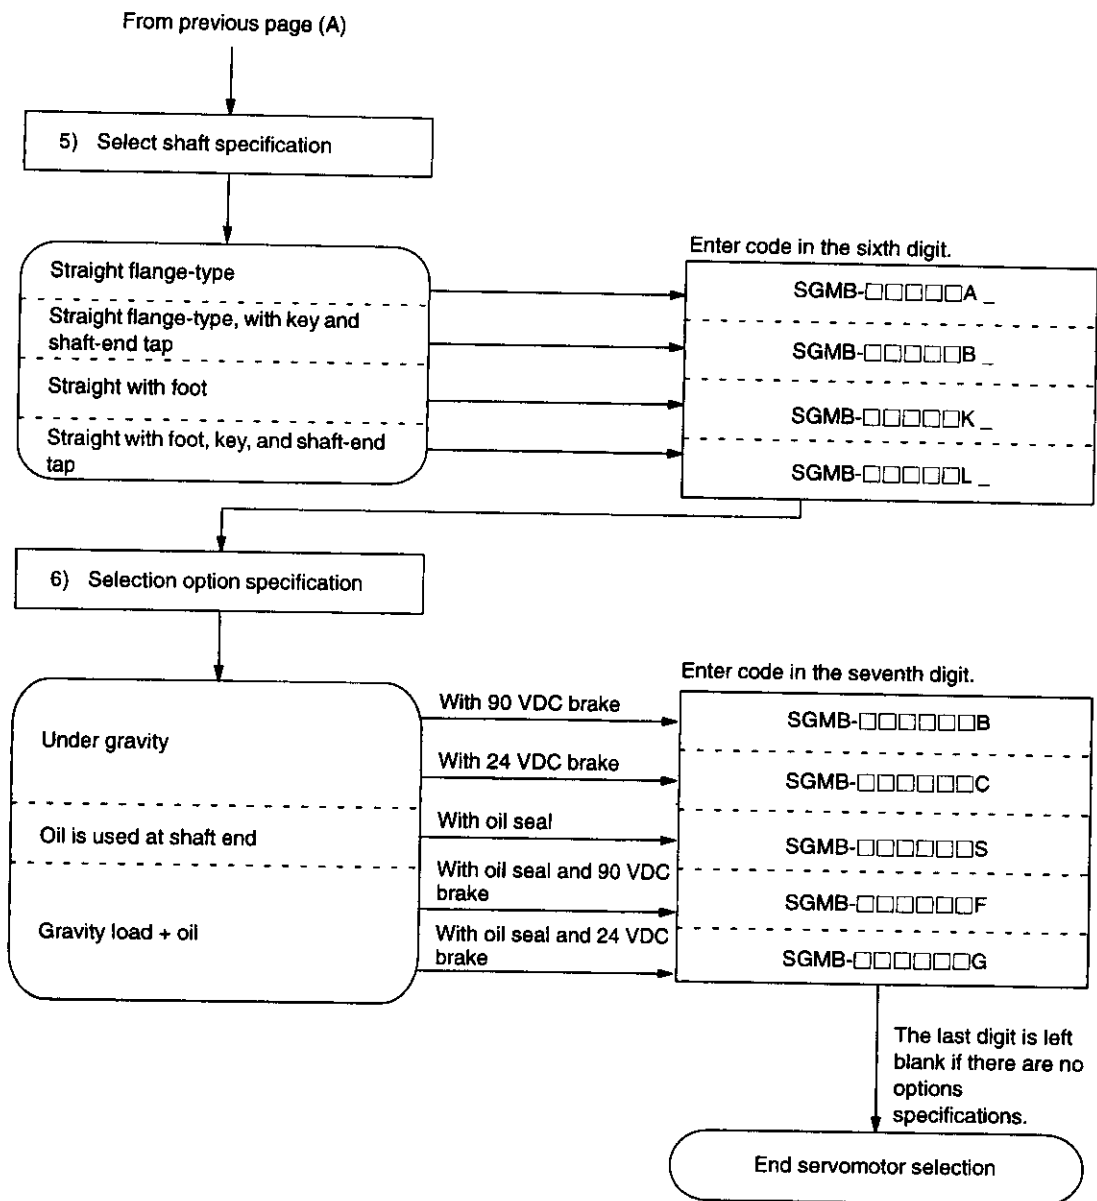 From previous page (A)
5) Select shaft specification
Enter code in the sixth digit.
Straight flange-type
SGMB-□□□□□A _
Straight flange-type, with key and
shaft-end tap
SGMB-□□□□□B _
Straight with foot
SGMB-□□□□□K _
Straight with foot, key, and shaft-end
tap
SGMB-□□□□□L _
6) Selection option specification
Enter code in the seventh digit.
Under gravity
With 90 VDC brake
SGMB-□□□□□□B
With 24 VDC brake
SGMB-□□□□□□C
Oil is used at shaft end
With oil seal
SGMB-□□□□□□S
Gravity load + oil
With oil seal and 90 VDC
brake
SGMB-□□□□□□F
With oil seal and 24 VDC
brake
SGMB-□□□□□□G
The last digit is left
blank if there are no
options
specifications.
End servomotor selection